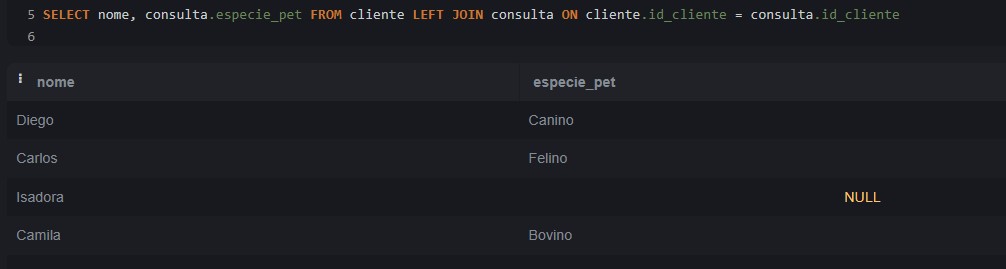 5 SELECT nome, consulta.especie_pet FROM cliente LEFT JOIN consulta ON cliente.id_cliente = consulta.id_cliente
6
nome especie_pet
Diego Canino
Carlos Felino
Isadora NULL
Camila Bovino